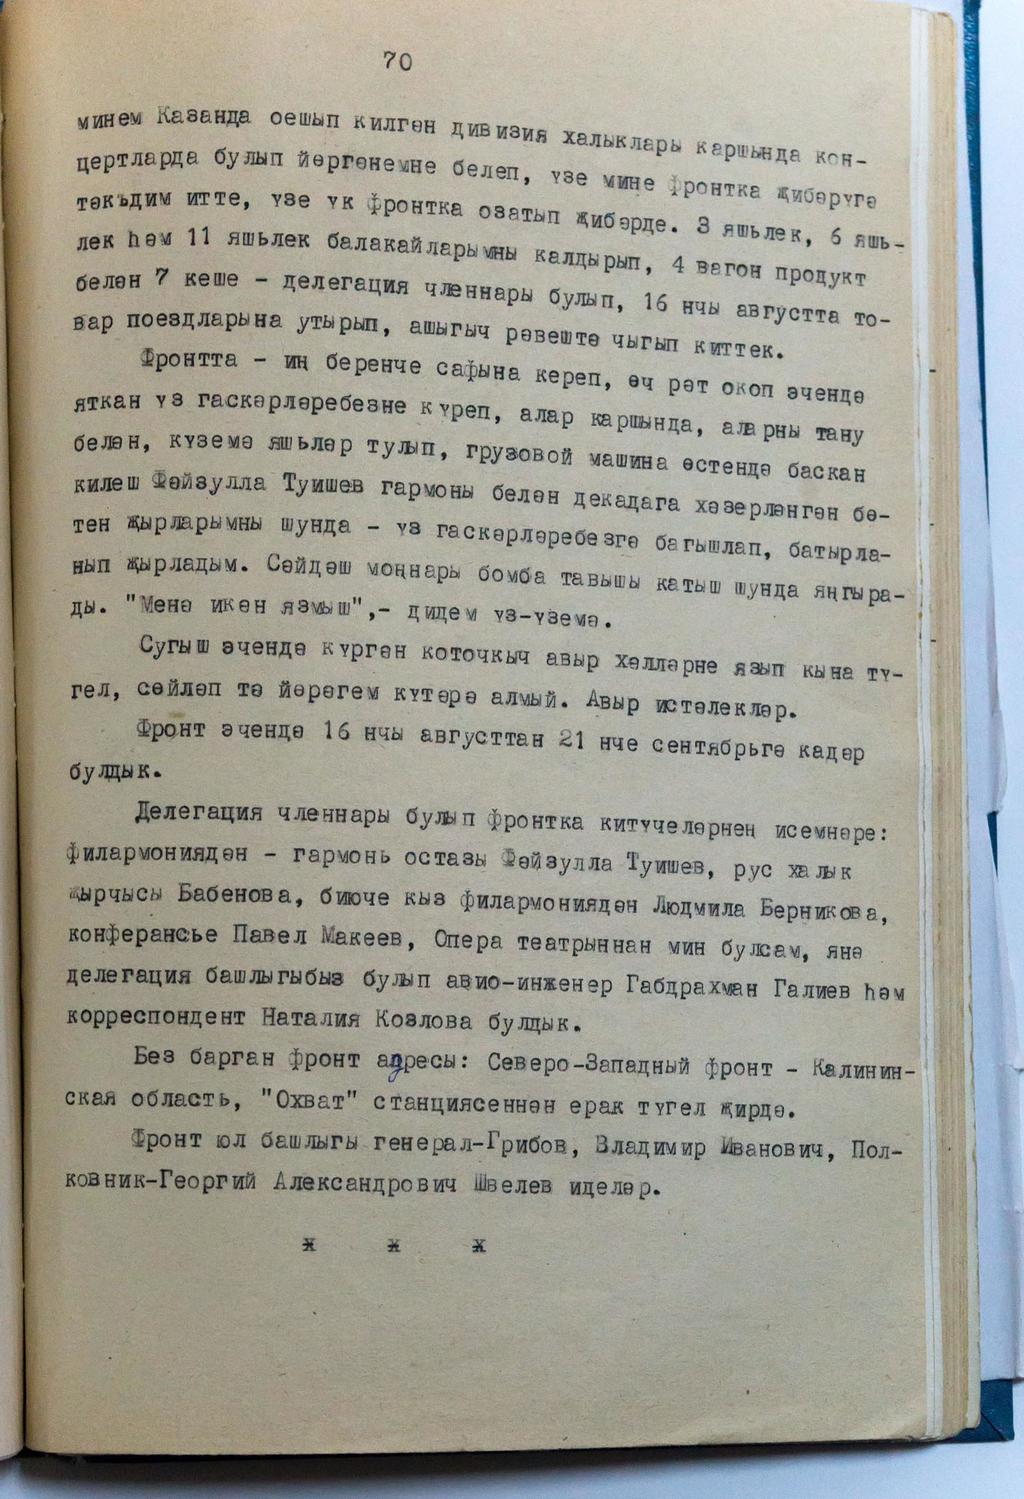 70
минем Казанда оешып килгән дивизия халыклары каршында кон-
цертларда булып йөргәнемне белеп, үзе мине фронтка җибәрүгә
тәкъдим итте, үзе үк фронтка озатып җибәрде. 3 яшьлек, 6 яшь-
лек һәм 11 яшьлек балакайларымны калдырып, 4 вагон продукт
белән 7 кеше - делегация членнары булып, 16 нчы августта то-
вар поездларына утырып, ашыгыч рәвештә чыгып киттек.
Фронтта - иң беренче сафына кереп, өч рәт окоп эчендә
яткан үз гаскәрләребезне күреп, алар каршында, аларны тану
белән, күземә яшьләр тулып, грузовой машина өстендә баскан
килеш Фәйзулла Туишев гармоны белән декадага хәзерләнгән бө-
тен җырларымны шунда - үз гаскәрләребезгә багышлап, батырла-
нып җырладым. Сәйдәш моңнары бомба тавышы катыш шунда яңгыра-
ды. "Менә икән язмыш",- дидем үз-үземә.
Сугыш эчендә күргән коточкыч авыр хәлләрне язып кына тү-
гел, сөйләп тә йөрәгем күтәрә алмый. Авыр истәлекләр.
Фронт эчендә 16 нчы августтан 21 нче сентябрьгә кадәр
булдык.
Делегация членнары булып фронтка китүчеләрнең исемнәре:
филармониядән - гармонь остазы Фәйзулла Туишев, рус халык
җырчысы Бабенова, биюче кыз филармониядән Людмила Берникова,
конферансье Павел Макеев, Опера театрыннан мин булсам, янә
делегация башлыгыбыз булып авио-инженер Габдрахман Галиев һәм
корреспондент Наталия Козлова булдык.
Без барган фронт адресы: Северо-Западный фронт - Калинин-
ская область, "Охват" станциясеннән ерак түгел җирдә.
Фронт юл башлыгы генерал-Грибов, Владимир Иванович, Пол-
ковник-Георгий Александрович Швелев иделәр.
ж ж ж